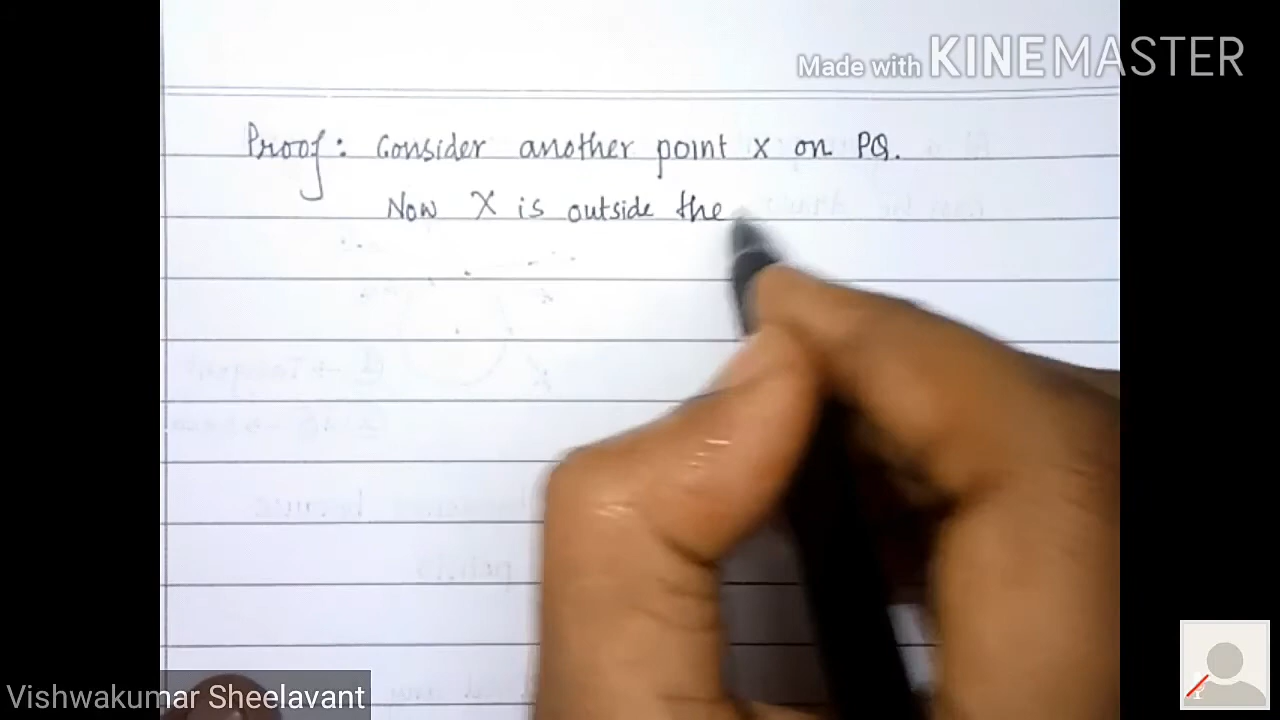 Made with KINEMASTER
Proof: Consider another point x on PQ.
Now X is outside the
Vishwakumar Sheelavant